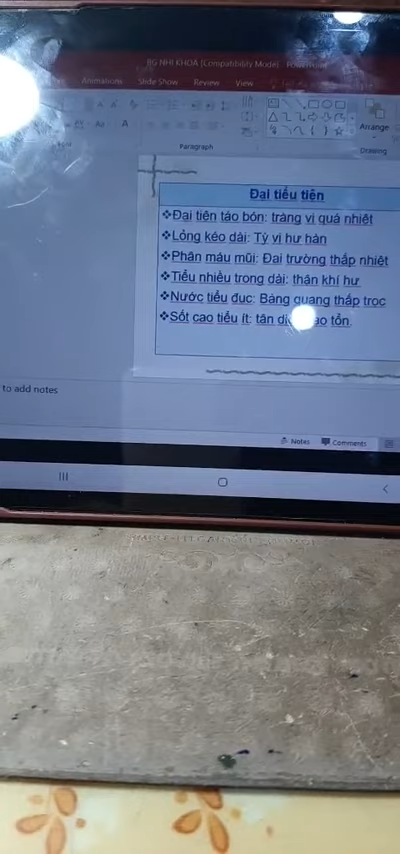 BG NHI KHOA [Compatibility Mode] - PowerPoint
Animations Slide Show Review View
Font Paragraph Arrange
Drawing
Đại tiểu tiện
❖Đại tiện táo bón: tràng vị quá nhiệt
❖Lỏng kéo dài: Tỳ vị hư hàn
❖Phân máu mũi: Đại trường thấp nhiệt
❖Tiểu nhiều trong dài: thận khí hư
❖Nước tiểu đục: Bàng quang thấp trọc
❖Sốt cao tiểu ít: tân hao tổn
to add notes
Notes Comments